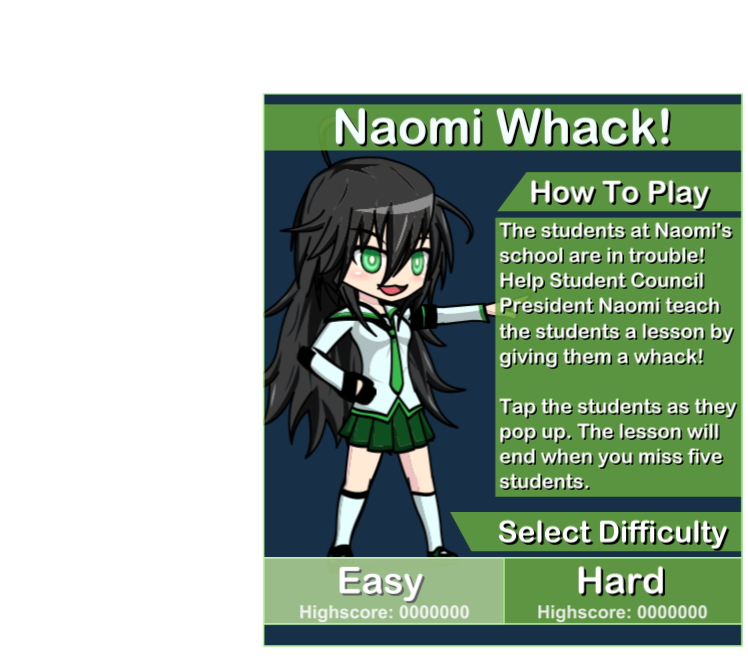 Naomi Whack!
How To Play
The students at Naomi's
school are in trouble!
Help Student Council
President Naomi teach
the students a lesson by
giving them a whack!
Tap the students as they
pop up. The lesson will
end when you miss five
students.
Select Difficulty
Easy
Highscore: 0000000
Hard
Highscore: 0000000